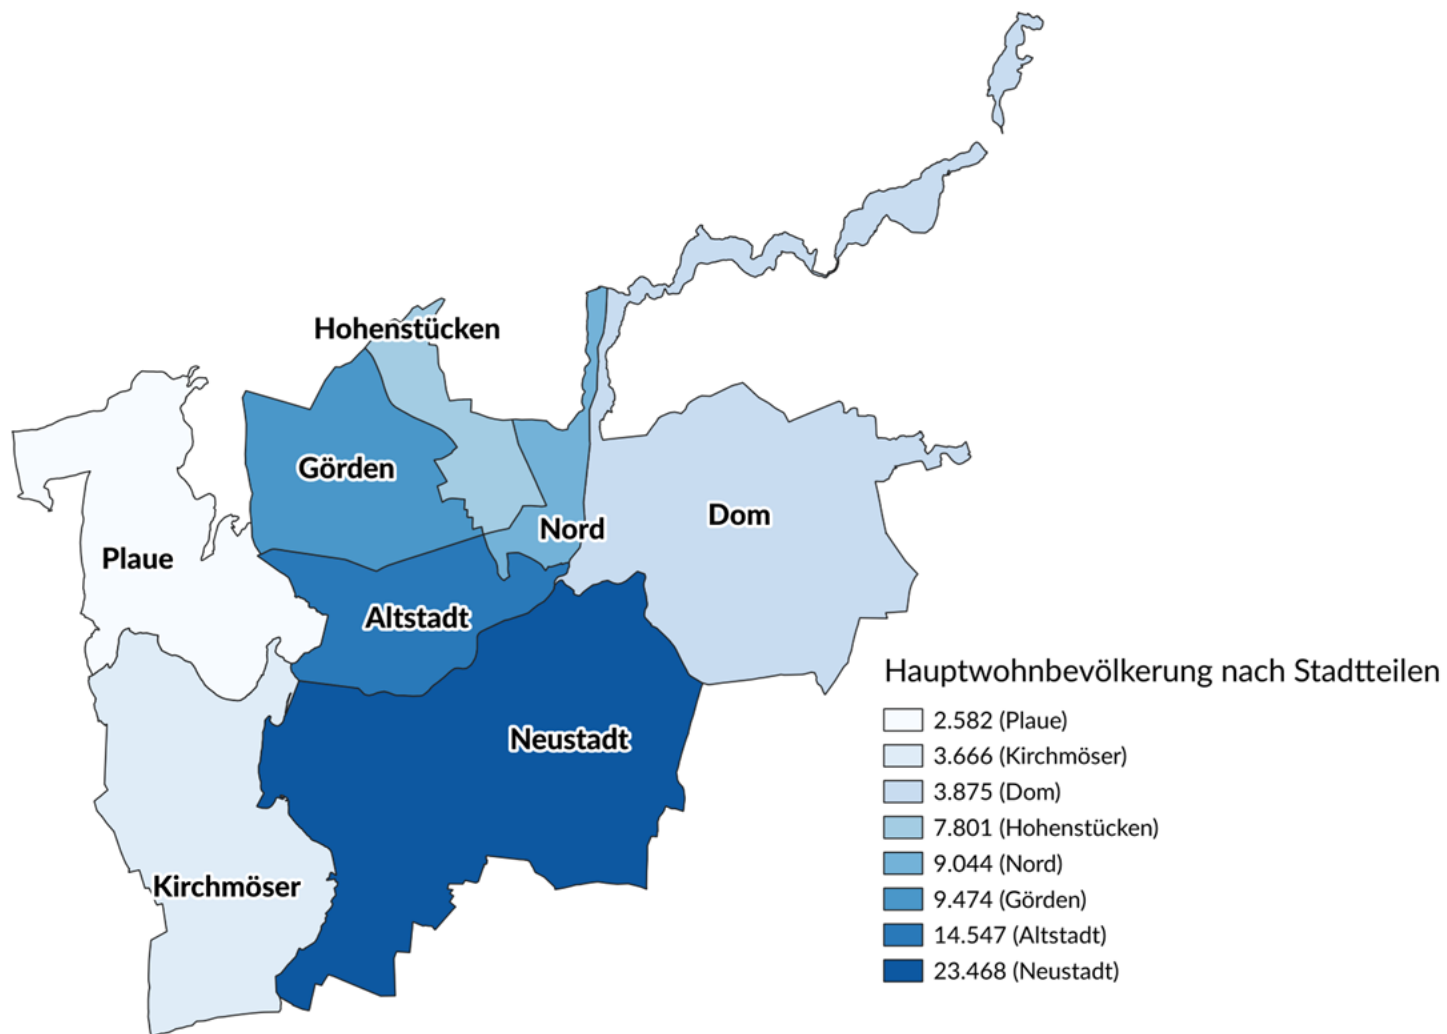 Hohenstücken
Görden
Nord
Dom
Plaue
Altstadt
Neustadt
Kirchmöser
Hauptwohnbevölkerung nach Stadtteilen
2.582 (Plaue)
3.666 (Kirchmöser)
3.875 (Dom)
7.801 (Hohenstücken)
9.044 (Nord)
9.474 (Görden)
14.547 (Altstadt)
23.468 (Neustadt)